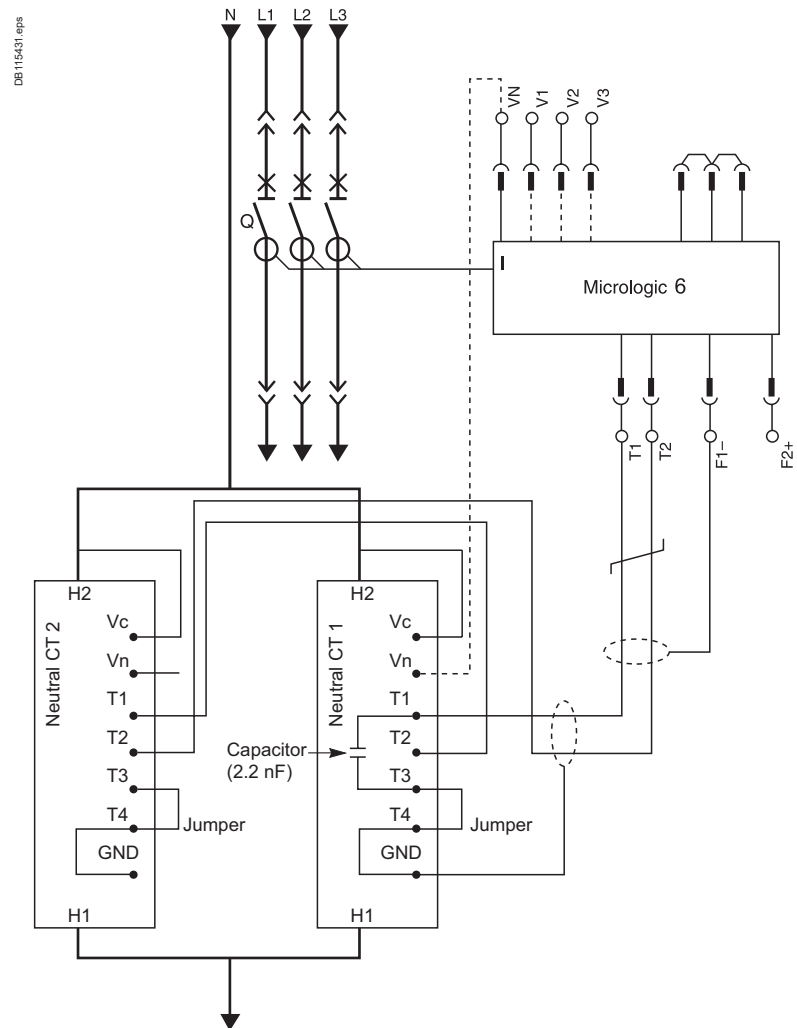 DB115431.eps
N L1 L2 L3
VN V1 V2 V3
Q
I
Micrologic 6
T1 T2 F1– F2+
H2
Neutral CT 2
Vc
Vn
T1
T2
T3
T4
GND
H1
Jumper
Capacitor
(2.2 nF)
H2
Neutral CT 1
Vc
Vn
T1
T2
T3
T4
GND
H1
Jumper